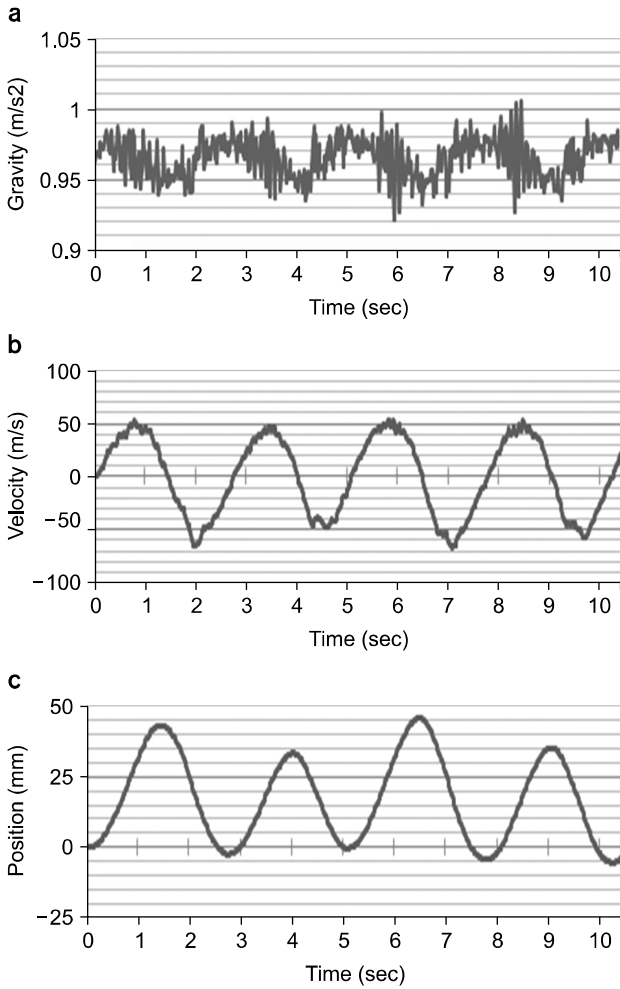 a
1.05
1
0.95
0.9
Gravity (m/s2)
0 1 2 3 4 5 6 7 8 9 10
Time (sec)
b
100
50
0
−50
−100
Velocity (m/s)
0 1 2 3 4 5 6 7 8 9 10
Time (sec)
c
50
25
0
−25
Position (mm)
0 1 2 3 4 5 6 7 8 9 10
Time (sec)